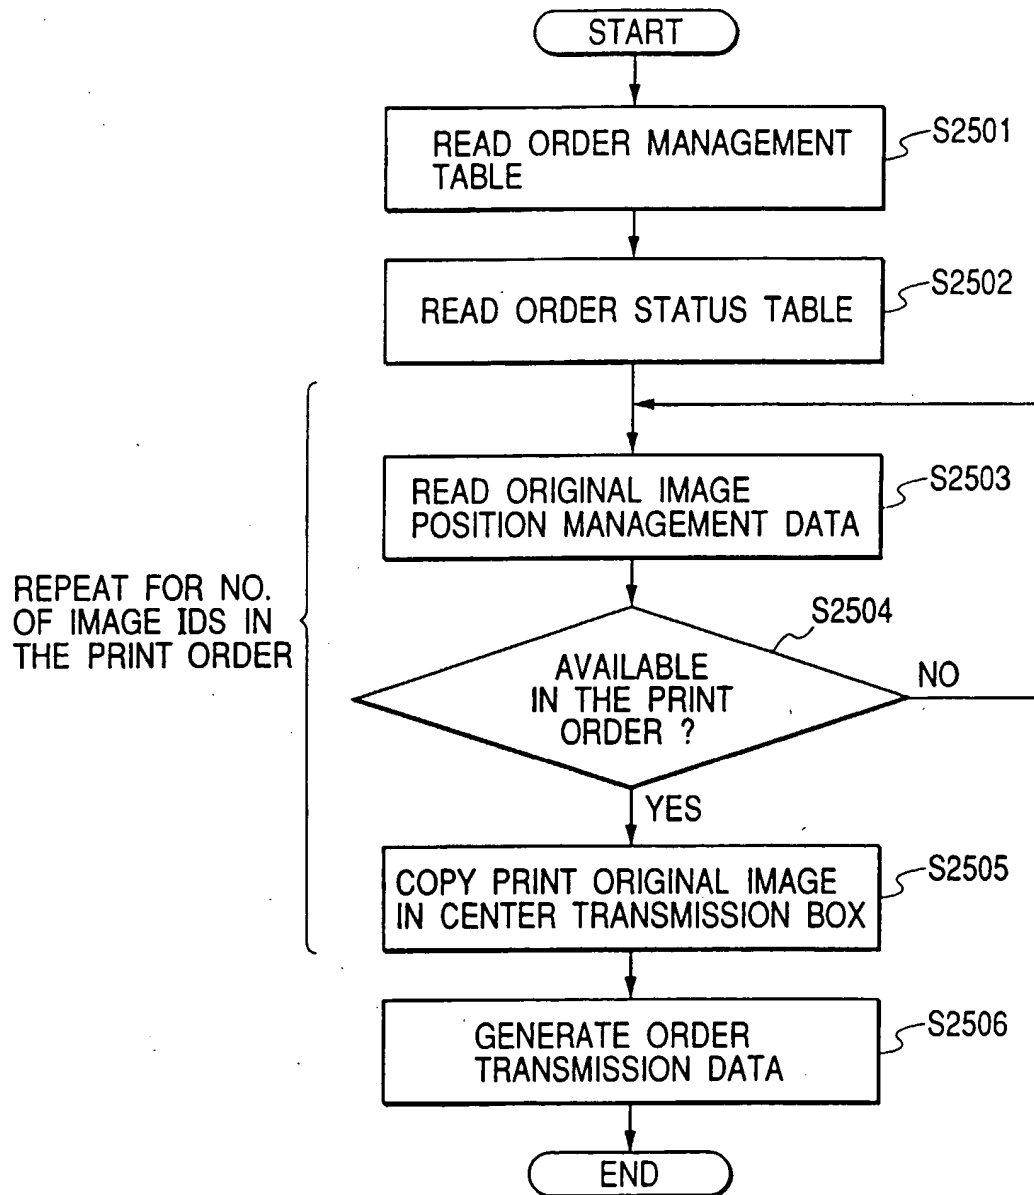 START
READ ORDER MANAGEMENT
TABLE
S2501
READ ORDER STATUS TABLE
S2502
READ ORIGINAL IMAGE
POSITION MANAGEMENT DATA
S2503
REPEAT FOR NO.
OF IMAGE IDS IN
THE PRINT ORDER
AVAILABLE
IN THE PRINT
ORDER ?
S2504
NO
YES
COPY PRINT ORIGINAL IMAGE
IN CENTER TRANSMISSION BOX
S2505
GENERATE ORDER
TRANSMISSION DATA
S2506
END